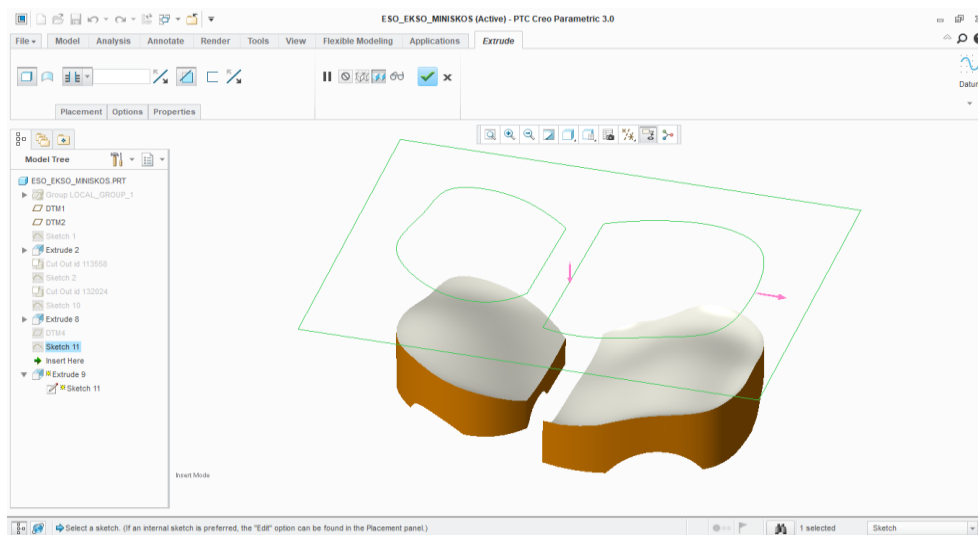 ESO_EKSO_MINISKOS (Active) - PTC Creo Parametric 3.0
File Model Analysis Annotate Render Tools View Flexible Modeling Applications Extrude
Datum
Placement Options Properties
Model Tree
ESO_EKSO_MINISKOS.PRT
Group LOCAL_GROUP_1
DTM1
DTM2
Sketch 1
Extrude 2
Cut Out id 113558
Sketch 2
Cut Out id 132024
Sketch 10
Extrude 8
DTM4
Sketch 11
Insert Here
Extrude 9
Sketch 11
Insert Mode
Select a sketch. (If an internal sketch is preferred, the "Edit" option can be found in the Placement panel.)
1 selected
Sketch